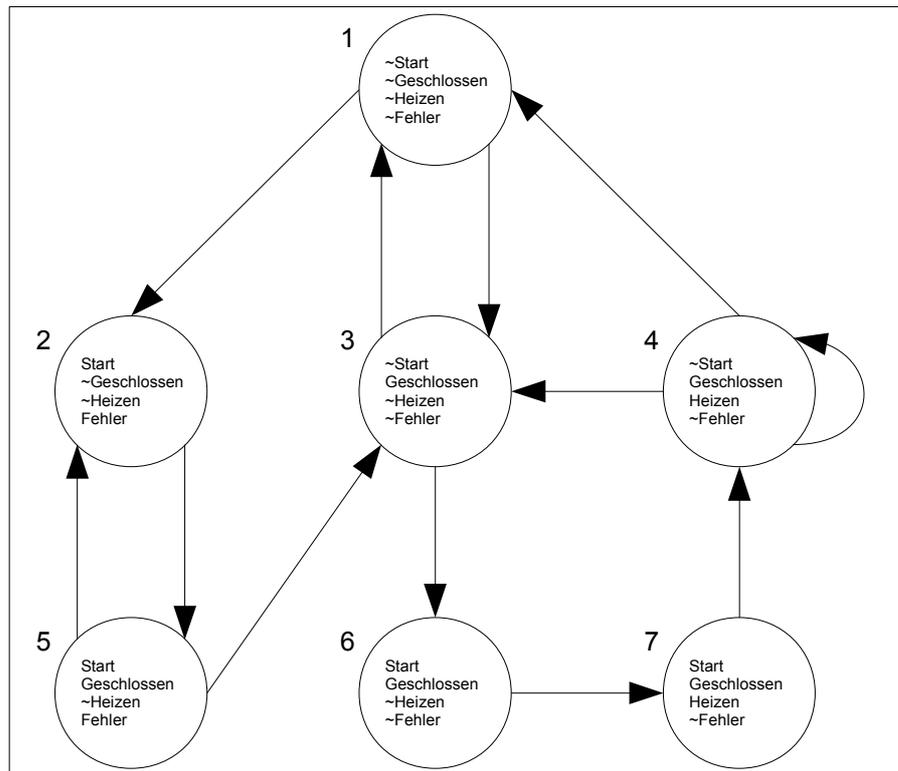 1
~Start
~Geschlossen
~Heizen
~Fehler
2
Start
~Geschlossen
~Heizen
Fehler
3
~Start
Geschlossen
~Heizen
~Fehler
4
~Start
Geschlossen
Heizen
~Fehler
5
Start
Geschlossen
~Heizen
Fehler
6
Start
Geschlossen
~Heizen
~Fehler
7
Start
Geschlossen
Heizen
~Fehler